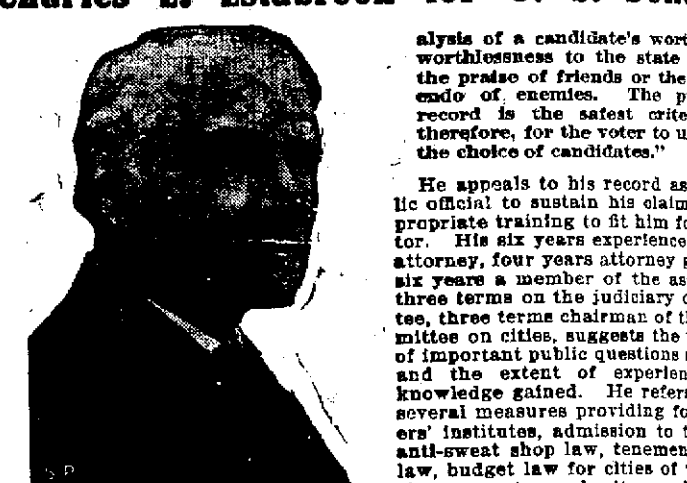 Charles E. Estabrook for U. S. Sena
alysis of a candidate's wort
worthlessness to the state
the praise of friends or the
endo of enemies. The p
record is the safest crite
therefore, for the voter to u
the choice of candidates."
He appeals to his record as
lic official to sustain his claim
propriate training to fit him fo
tor. His six years experience
attorney, four years attorney g
six years a member of the as
three terms on the judiciary c
tee, three terms chairman of t
mittee on cities, suggests the
of important public questions
and the extent of experien
knowledge gained. He refers
several measures providing fo
ers' institutes, admission to t
anti-sweat shop law, tenemen
law, budget law for cities of
S P